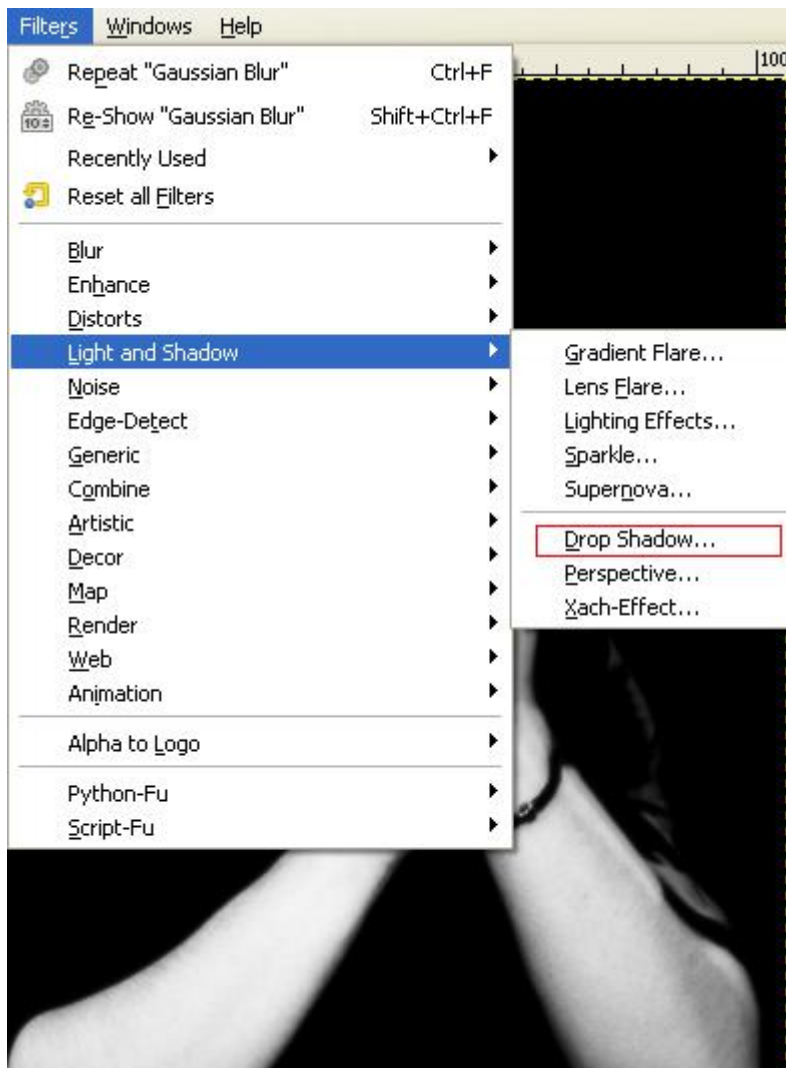 Filters Windows Help
100
Repeat "Gaussian Blur" Ctrl+F
10
Re-Show "Gaussian Blur" Shift+Ctrl+F
Recently Used
Reset all Filters
Blur
Enhance
Distorts
Light and Shadow
Noise
Edge-Detect
Generic
Combine
Artistic
Decor
Map
Render
Web
Animation
Alpha to Logo
Python-Fu
Script-Fu
Gradient Flare...
Lens Flare...
Lighting Effects...
Sparkle...
Supernova...
Drop Shadow...
Perspective...
Xach-Effect...